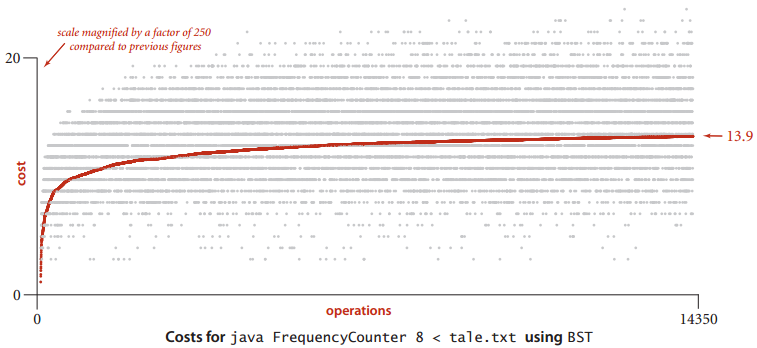 scale magnified by a factor of 250
compared to previous figures
20
cost
13.9
0
0
operations
14350
Costs for java FrequencyCounter 8 < tale.txt using BST